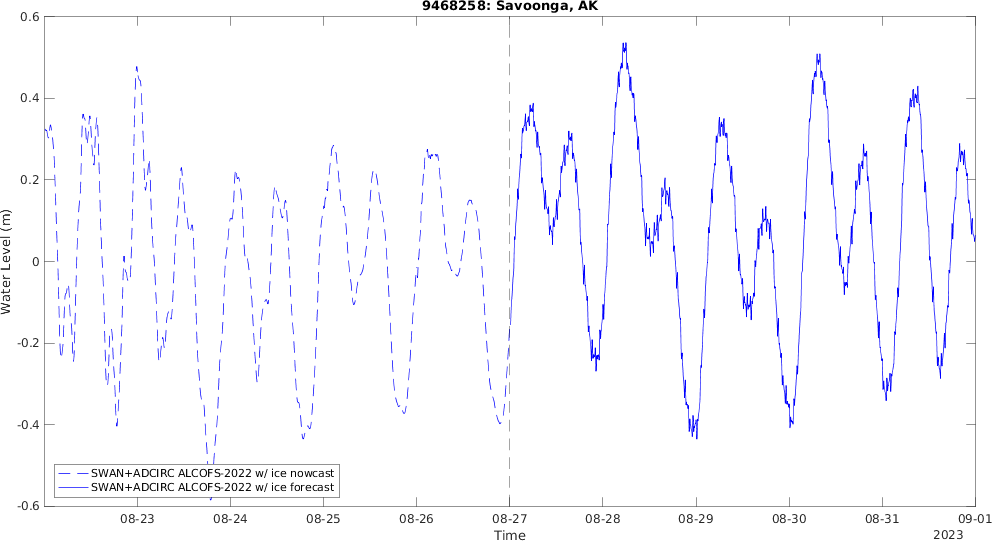 9468258: Savoonga, AK
0.6
0.4
0.2
0
-0.2
-0.4
-0.6
Water Level (m)
SWAN+ADCIRC ALCOFS-2022 w/ ice nowcast
SWAN+ADCIRC ALCOFS-2022 w/ ice forecast
08-23 08-24 08-25 08-26 08-27 08-28 08-29 08-30 08-31 09-01
Time
2023